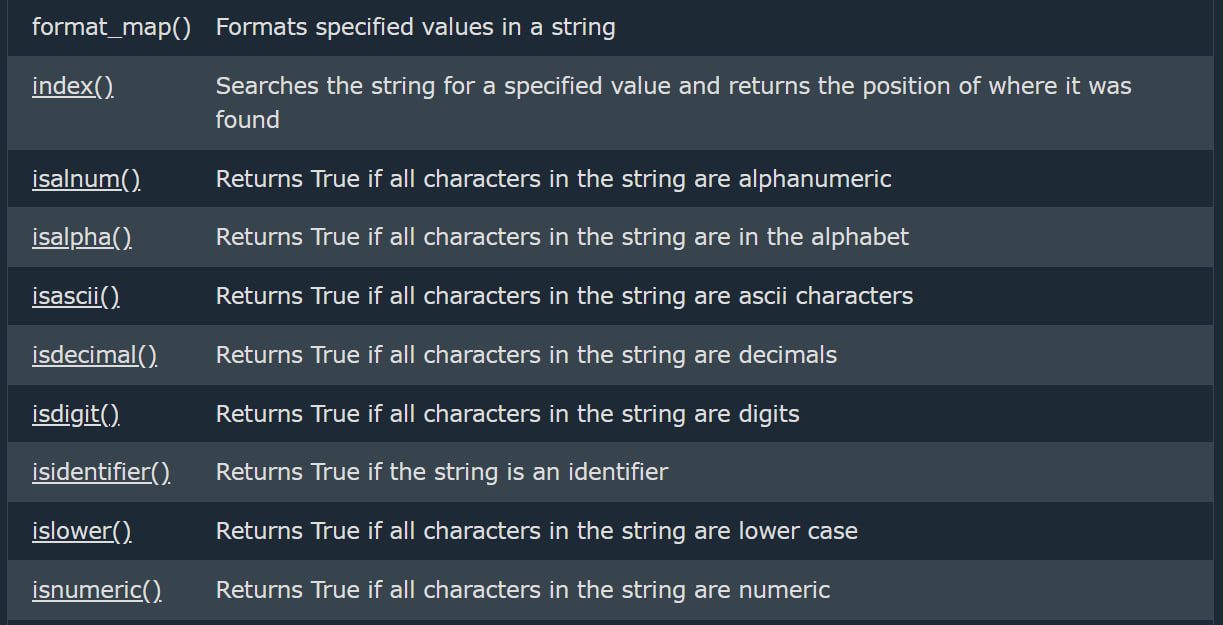 format_map() Formats specified values in a string
index() Searches the string for a specified value and returns the position of where it was
found
isalnum() Returns True if all characters in the string are alphanumeric
isalpha() Returns True if all characters in the string are in the alphabet
isascii() Returns True if all characters in the string are ascii characters
isdecimal() Returns True if all characters in the string are decimals
isdigit() Returns True if all characters in the string are digits
isidentifier() Returns True if the string is an identifier
islower() Returns True if all characters in the string are lower case
isnumeric() Returns True if all characters in the string are numeric